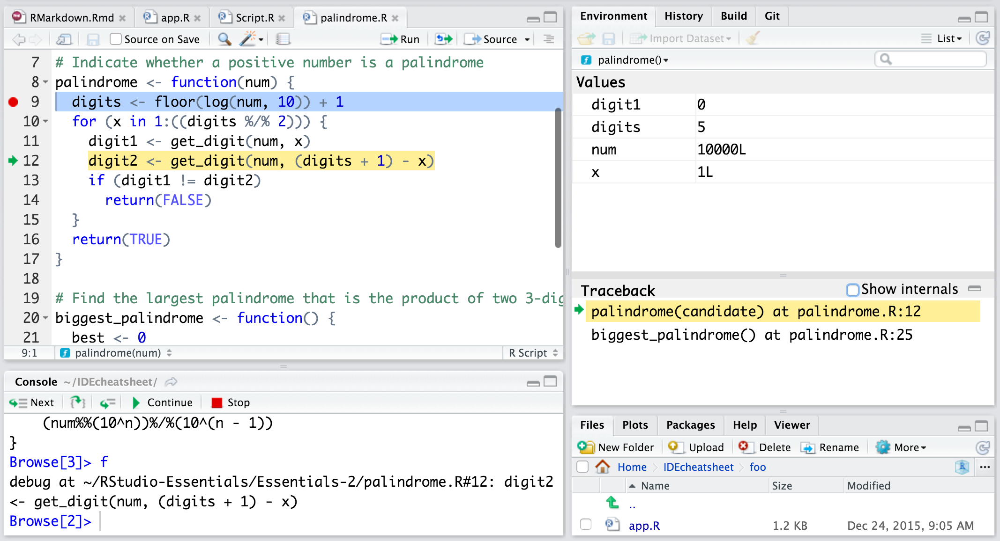 RMarkdown.Rmd app.R Script.R palindrome.R
Source on Save Run Source
7 # Indicate whether a positive number is a palindrome
8 palindrome <- function(num) {
9 digits <- floor(log(num, 10)) + 1
10 for (x in 1:((digits %/% 2))) {
11 digit1 <- get_digit(num, x)
12 digit2 <- get_digit(num, (digits + 1) - x)
13 if (digit1 != digit2)
14 return(FALSE)
15 }
16 return(TRUE)
17 }
18
19 # Find the largest palindrome that is the product of two 3-dig
20 biggest_palindrome <- function() {
21 best <- 0
9:1 palindrome(num) R Script
Console ~/IDEcheatsheet/
Next Continue Stop
(num%%(10^n))%/%(10^(n - 1))
}
Browse[3]> f
debug at ~/RStudio-Essentials/Essentials-2/palindrome.R#12: digit2
<- get_digit(num, (digits + 1) - x)
Browse[2]>
Environment History Build Git
Import Dataset List
palindrome()
Values
digit1 0
digits 5
num 10000L
x 1L
Traceback Show internals
palindrome(candidate) at palindrome.R:12
biggest_palindrome() at palindrome.R:25
Files Plots Packages Help Viewer
New Folder Upload Delete Rename More
Home IDEcheatsheet foo ...
Name Size Modified
..
app.R 1.2 KB Dec 24, 2015, 9:05 AM